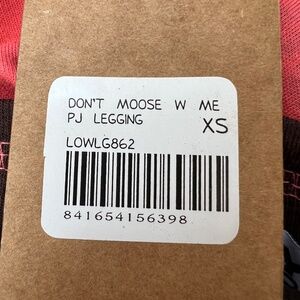 DON'T MOOSE W ME
PJ LEGGING XS
LOWLG862
841654156398